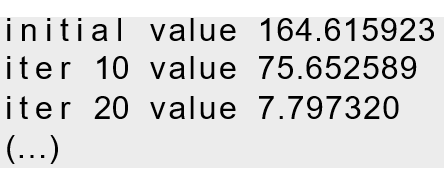 initial value 164.615923
iter 10 value 75.652589
iter 20 value 7.797320
(...)